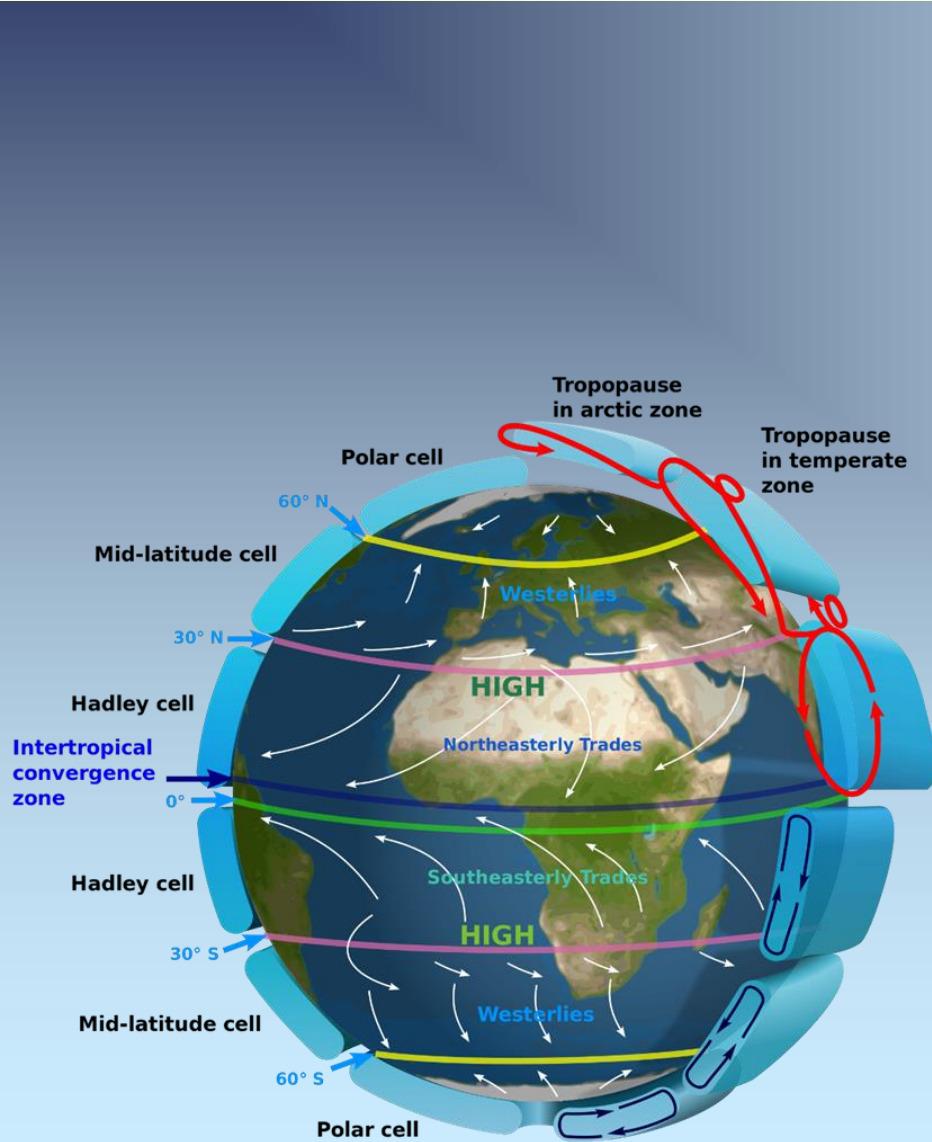 Tropopause
in arctic zone
Tropopause
in temperate
zone
Polar cell
60° N
Mid-latitude cell
Westerlies
30° N
HIGH
Hadley cell
Northeasterly Trades
Intertropical
convergence
zone
0°
Hadley cell
Southeasterly Trades
HIGH
30° S
Westerlies
Mid-latitude cell
60° S
Polar cell